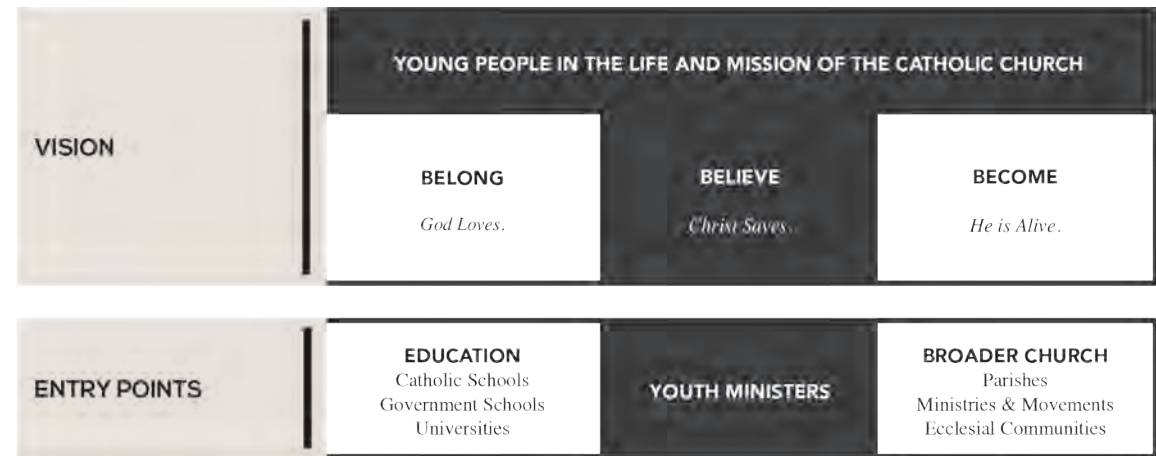 VISION
YOUNG PEOPLE IN THE LIFE AND MISSION OF THE CATHOLIC CHURCH
BELONG
God Loves.
BELIEVE
Christ Saves.
BECOME
He is Alive.
ENTRY POINTS
EDUCATION
Catholic Schools
Government Schools
Universities
YOUTH MINISTERS
BROADER CHURCH
Parishes
Ministries & Movements
Ecclesial Communities